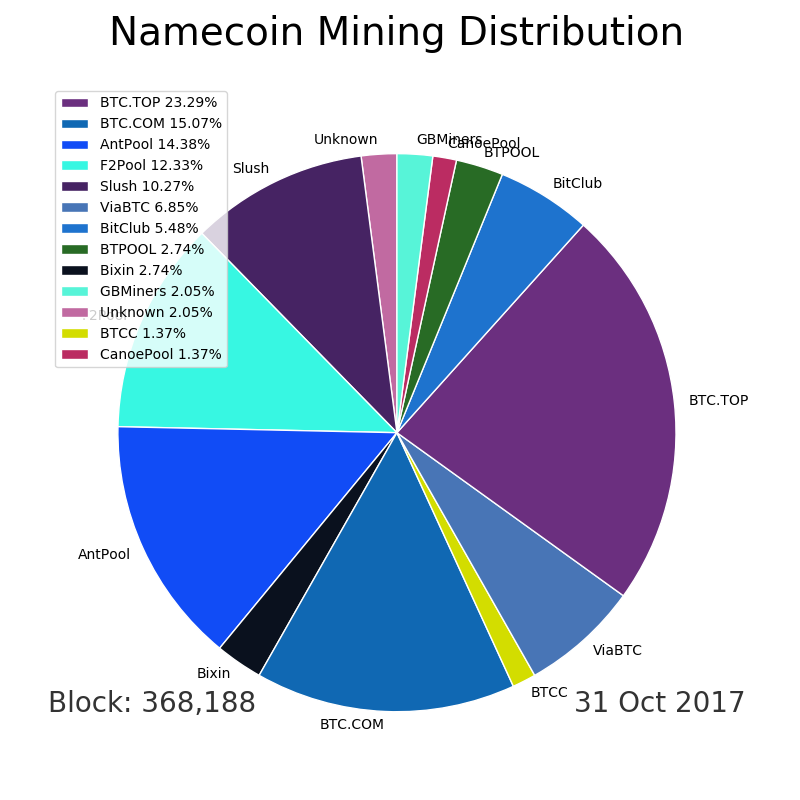 Namecoin Mining Distribution
BTC.TOP 23.29%
BTC.COM 15.07%
AntPool 14.38%
F2Pool 12.33%
Slush 10.27%
ViaBTC 6.85%
BitClub 5.48%
BTPOOL 2.74%
Bixin 2.74%
GBMiners 2.05%
Unknown 2.05%
BTCC 1.37%
CanoePool 1.37%
Unknown
GBMiners
CanoePool
BTPOOL
Slush
BitClub
F2Pool
BTC.TOP
AntPool
ViaBTC
Bixin
BTCC
BTC.COM
Block: 368,188
31 Oct 2017